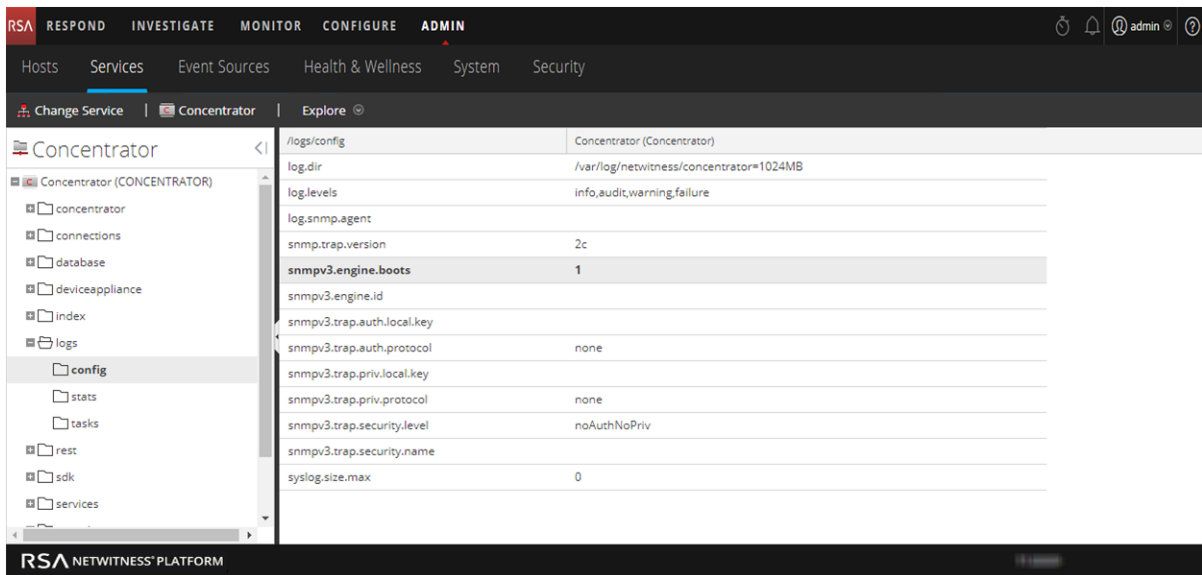 RSA RESPOND INVESTIGATE MONITOR CONFIGURE ADMIN admin
Hosts Services Event Sources Health & Wellness System Security
Change Service | Concentrator | Explore
Concentrator
Concentrator (CONCENTRATOR)
concentrator
connections
database
deviceappliance
index
logs
config
stats
tasks
rest
sdk
services
/logs/config Concentrator (Concentrator)
log.dir /var/log/netwitness/concentrator=1024MB
log.levels info,audit,warning,failure
log.snmp.agent
snmp.trap.version 2c
snmpv3.engine.boots 1
snmpv3.engine.id
snmpv3.trap.auth.local.key
snmpv3.trap.auth.protocol none
snmpv3.trap.priv.local.key
snmpv3.trap.priv.protocol none
snmpv3.trap.security.level noAuthNoPriv
snmpv3.trap.security.name
syslog.size.max 0
RSA NETWITNESS® PLATFORM